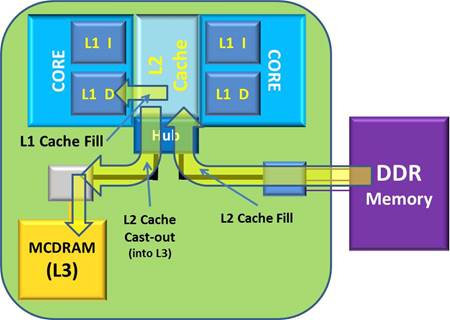 L1 I
L1 D
CORE
L2
Cache
L1 I
L1 D
CORE
Hub
L1 Cache Fill
L2 Cache
Cast-out
(into L3)
L2 Cache Fill
MCDRAM
(L3)
DDR
Memory